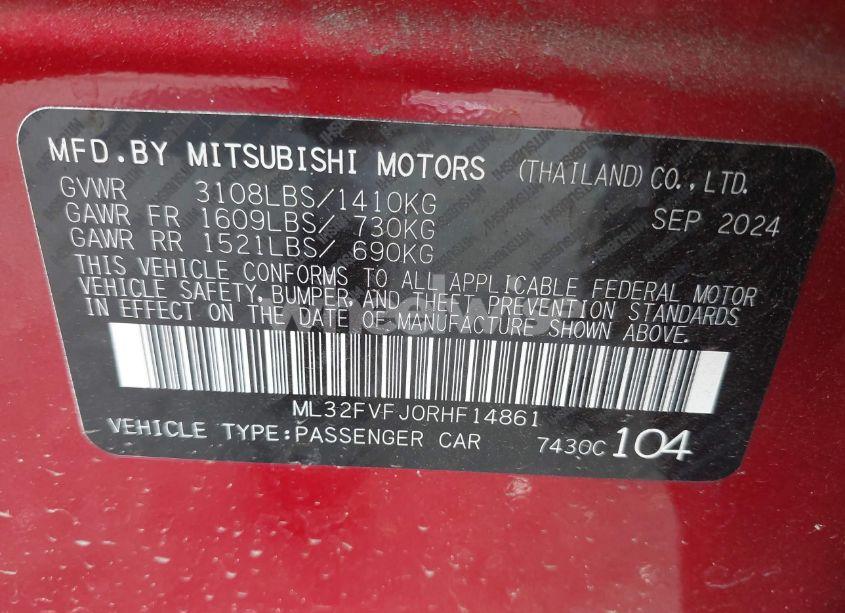 MFD.BY MITSUBISHI MOTORS (THAILAND)CO.,LTD.
GVWR 3108LBS/1410KG
GAWR FR 1609LBS/ 730KG SEP 2024
GAWR RR 1521LBS/ 690KG
THIS VEHICLE CONFORMS TO ALL APPLICABLE FEDERAL MOTOR
VEHICLE SAFETY,BUMPER,AND THEFT PREVENTION STANDARDS
IN EFFECT ON THE DATE OF MANUFACTURE SHOWN ABOVE.
ML32FVFJ0RHF14861
VEHICLE TYPE:PASSENGER CAR 7430C 104